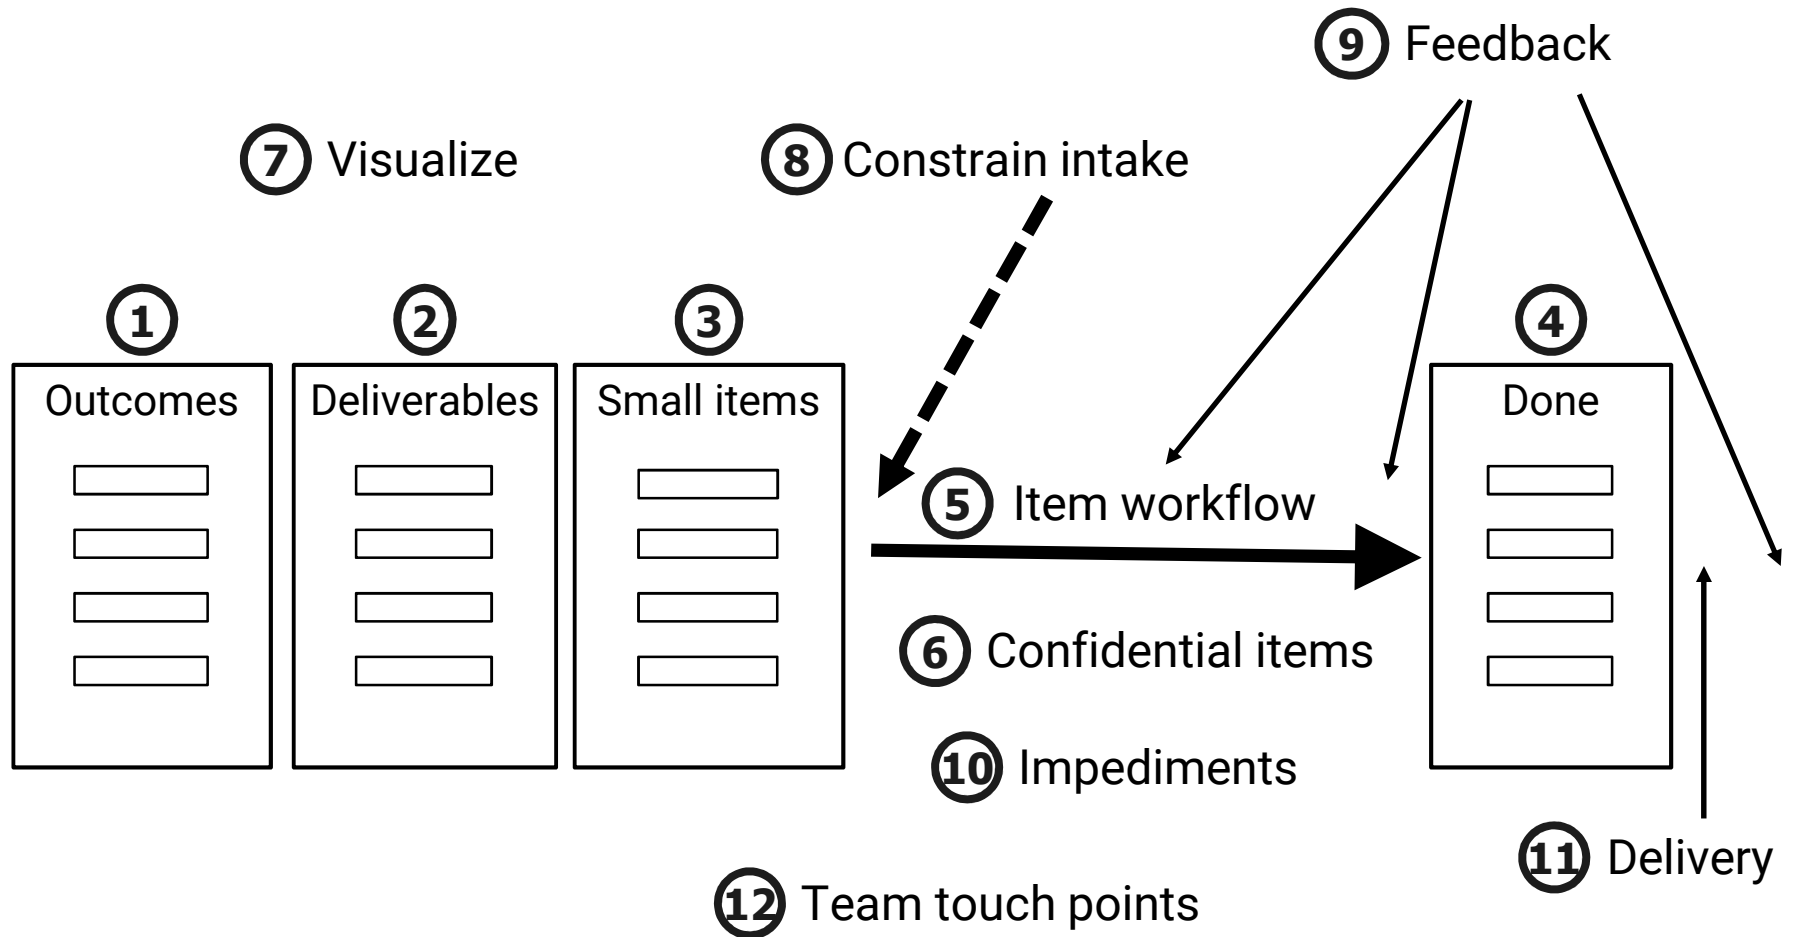 9 Feedback
7 Visualize
8 Constrain intake
1
2
3
4
Outcomes
Deliverables
Small items
Done
5 Item workflow
6 Confidential items
10 Impediments
11 Delivery
12 Team touch points